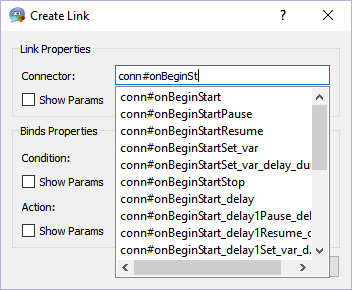 Create Link
?
Link Properties
Connector:
conn#onBeginSt
Show Params
conn#onBeginStart
conn#onBeginStartPause
conn#onBeginStartResume
conn#onBeginStartSet_var
conn#onBeginStartSet_var_delay_du
conn#onBeginStartStop
conn#onBeginStart_delay
conn#onBeginStart_delay1Pause_del
conn#onBeginStart_delay1Resume_d
conn#onBeginStart_delay1Set_var_d
Binds Properties
Condition:
Show Params
Action:
Show Params